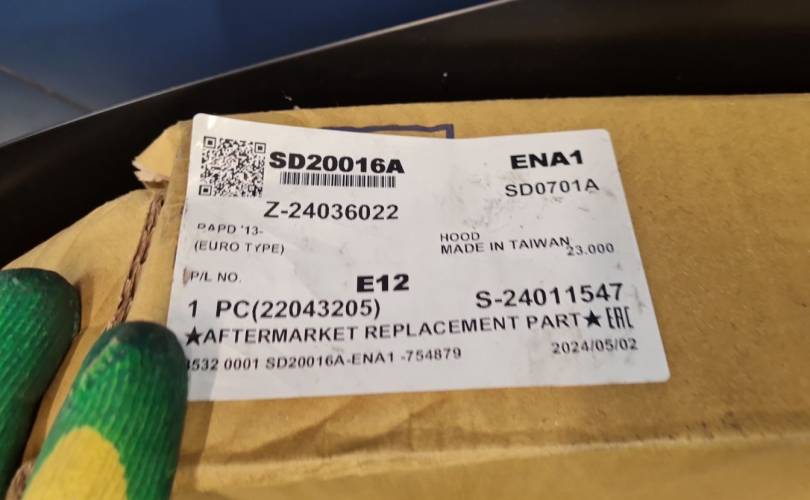 SD20016A
ENA1
SD0701A
Z-24036022
RAPD '13-
(EURO TYPE)
HOOD
MADE IN TAIWAN
23.000
P/L NO.
E12
S-24011547
1 PC(22043205)
★AFTERMARKET REPLACEMENT PART★ EAC
2024/05/02
3532 0001 SD20016A-ENA1 -754879